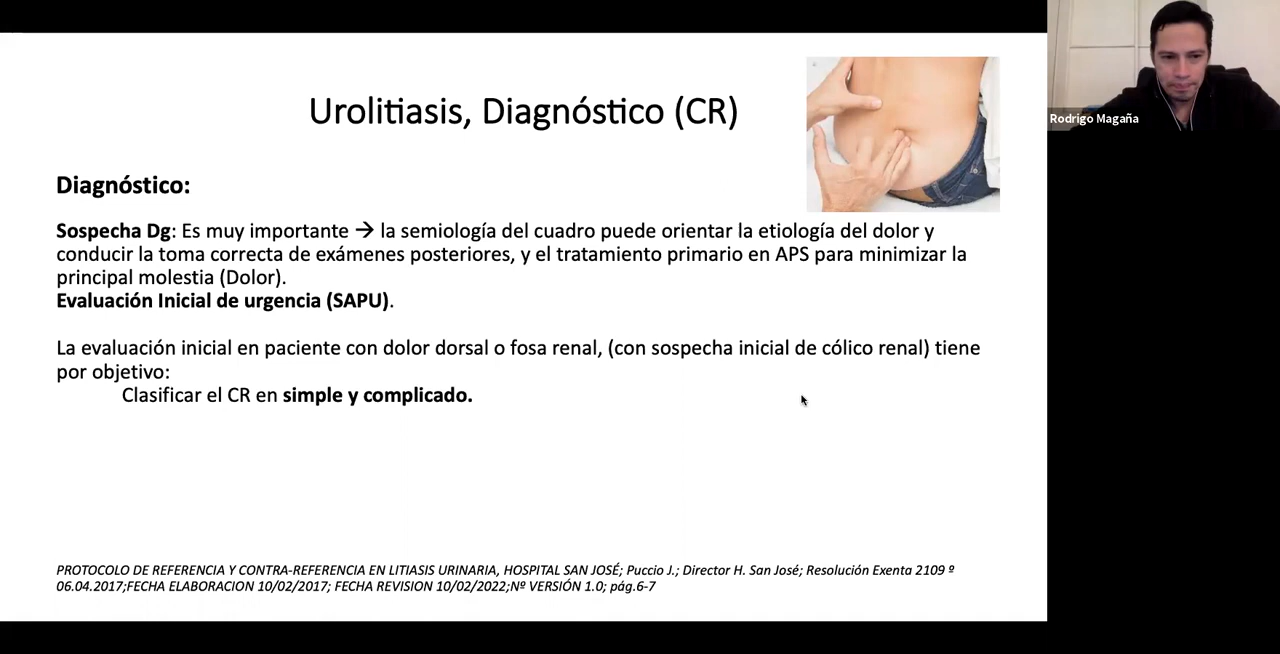 Urolitiasis, Diagnóstico (CR)
Rodrigo Magaña
Diagnóstico:
Sospecha Dg: Es muy importante → la semiología del cuadro puede orientar la etiología del dolor y
conducir la toma correcta de exámenes posteriores, y el tratamiento primario en APS para minimizar la
principal molestia (Dolor).
Evaluación Inicial de urgencia (SAPU).
La evaluación inicial en paciente con dolor dorsal o fosa renal, (con sospecha inicial de cólico renal) tiene
por objetivo:
Clasificar el CR en simple y complicado.
PROTOCOLO DE REFERENCIA Y CONTRA-REFERENCIA EN LITIASIS URINARIA, HOSPITAL SAN JOSÉ; Puccio J.; Director H. San José; Resolución Exenta 2109 º
06.04.2017;FECHA ELABORACION 10/02/2017; FECHA REVISION 10/02/2022;Nº VERSIÓN 1.0; pág.6-7